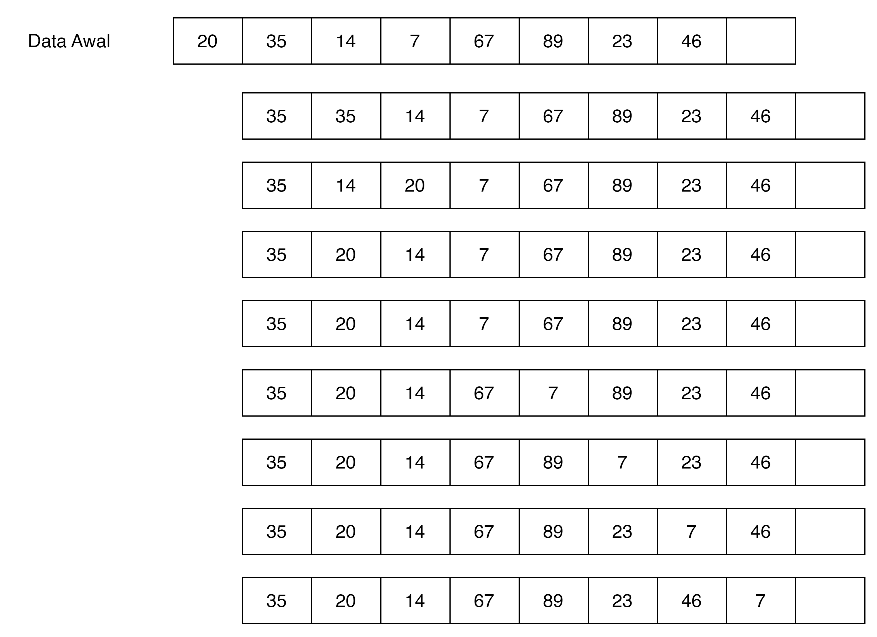 Data Awal 20 35 14 7 67 89 23 46
35 35 14 7 67 89 23 46
35 14 20 7 67 89 23 46
35 20 14 7 67 89 23 46
35 20 14 7 67 89 23 46
35 20 14 67 7 89 23 46
35 20 14 67 89 7 23 46
35 20 14 67 89 23 7 46
35 20 14 67 89 23 46 7